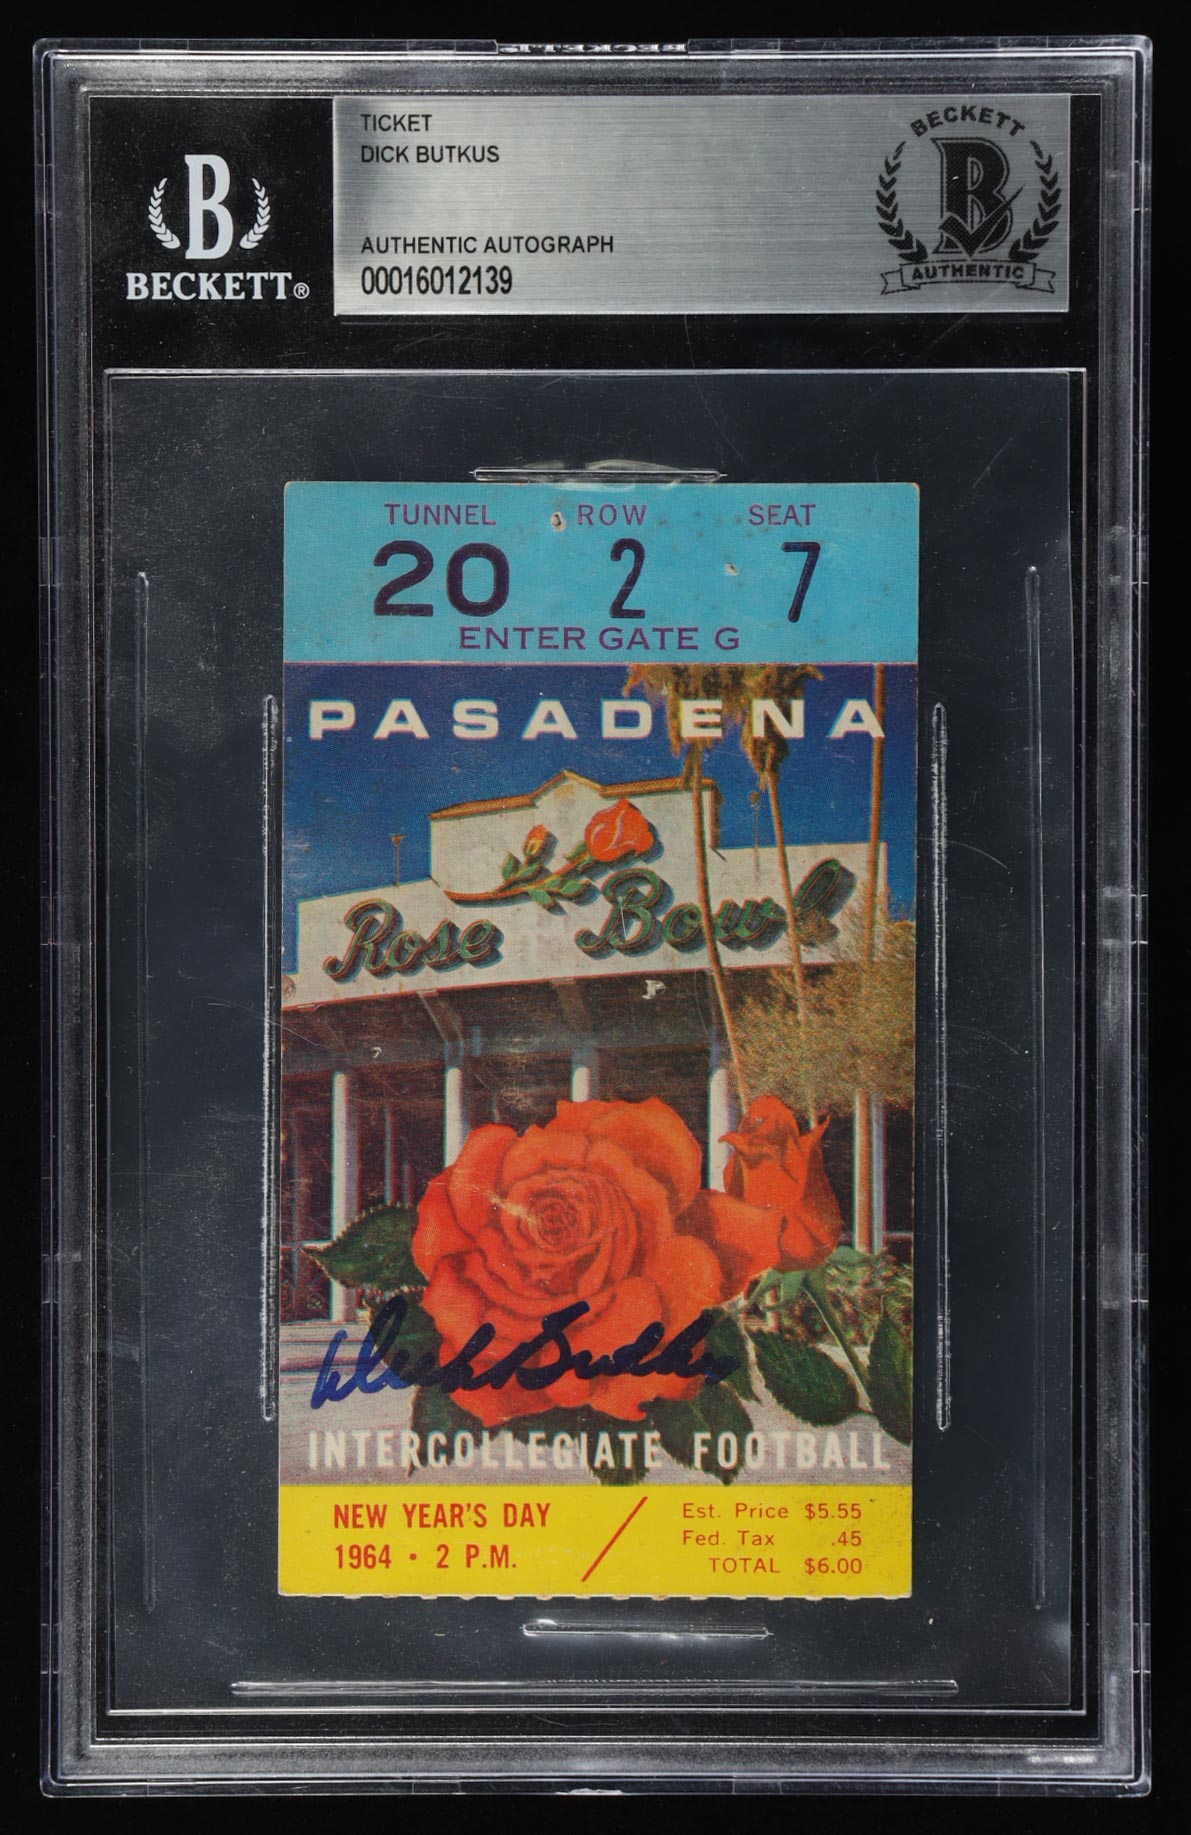 BECKETT
TICKET
DICK BUTKUS
AUTHENTIC AUTOGRAPH
00016012139
B
BECKETT®
BECKETT
B
AUTHENTIC
TUNNEL ROW SEAT
20 2 7
ENTER GATE G
PASADENA
Rose Bowl
Dick Butkus
INTERCOLLEGIATE FOOTBALL
NEW YEAR'S DAY
1964 • 2 P.M.
Est. Price $5.55
Fed. Tax .45
TOTAL $6.00